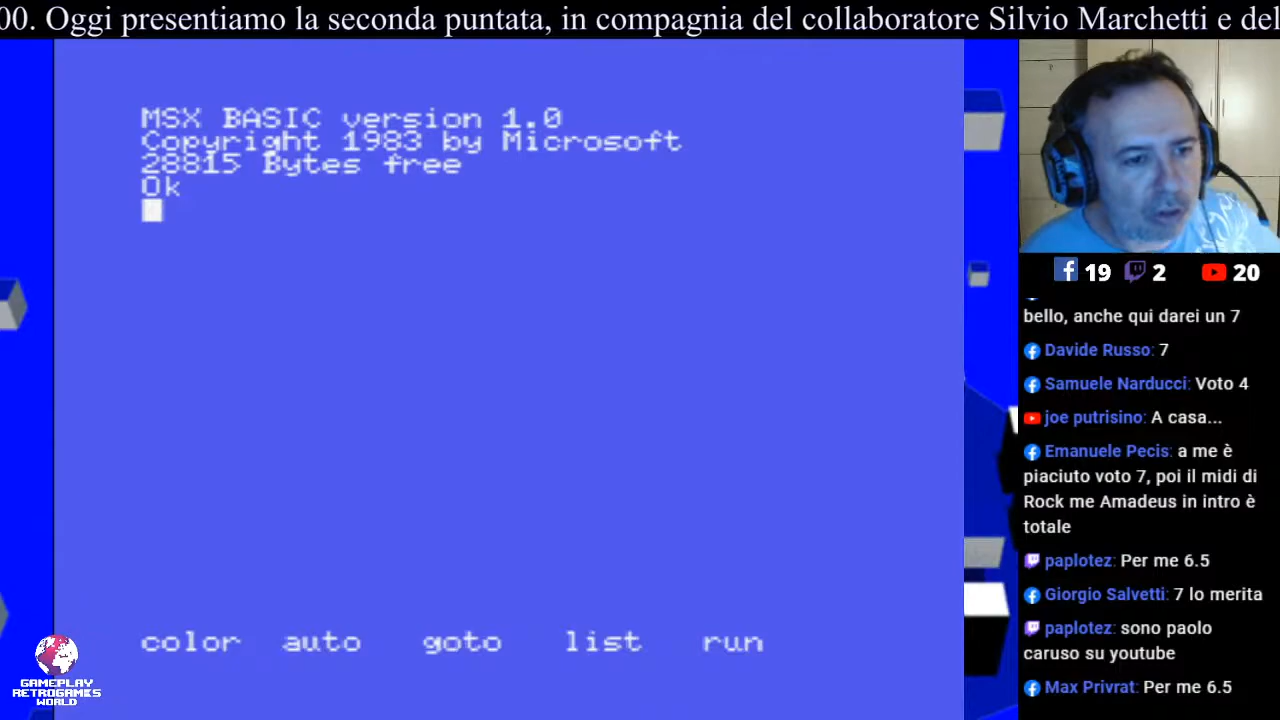 00. Oggi presentiamo la seconda puntata, in compagnia del collaboratore Silvio Marchetti e del
MSX BASIC version 1.0
Copyright 1983 by Microsoft
28815 Bytes free
Ok
color auto goto list run
GAMEPLAY
RETROGAMES
WORLD
19 2 20
bello, anche qui darei un 7
Davide Russo: 7
Samuele Narducci: Voto 4
joe putrisino: A casa...
Emanuele Pecis: a me è
piaciuto voto 7, poi il midi di
Rock me Amadeus in intro è
totale
paplotez: Per me 6.5
Giorgio Salvetti: 7 lo merita
paplotez: sono paolo
caruso su youtube
Max Privrat: Per me 6.5